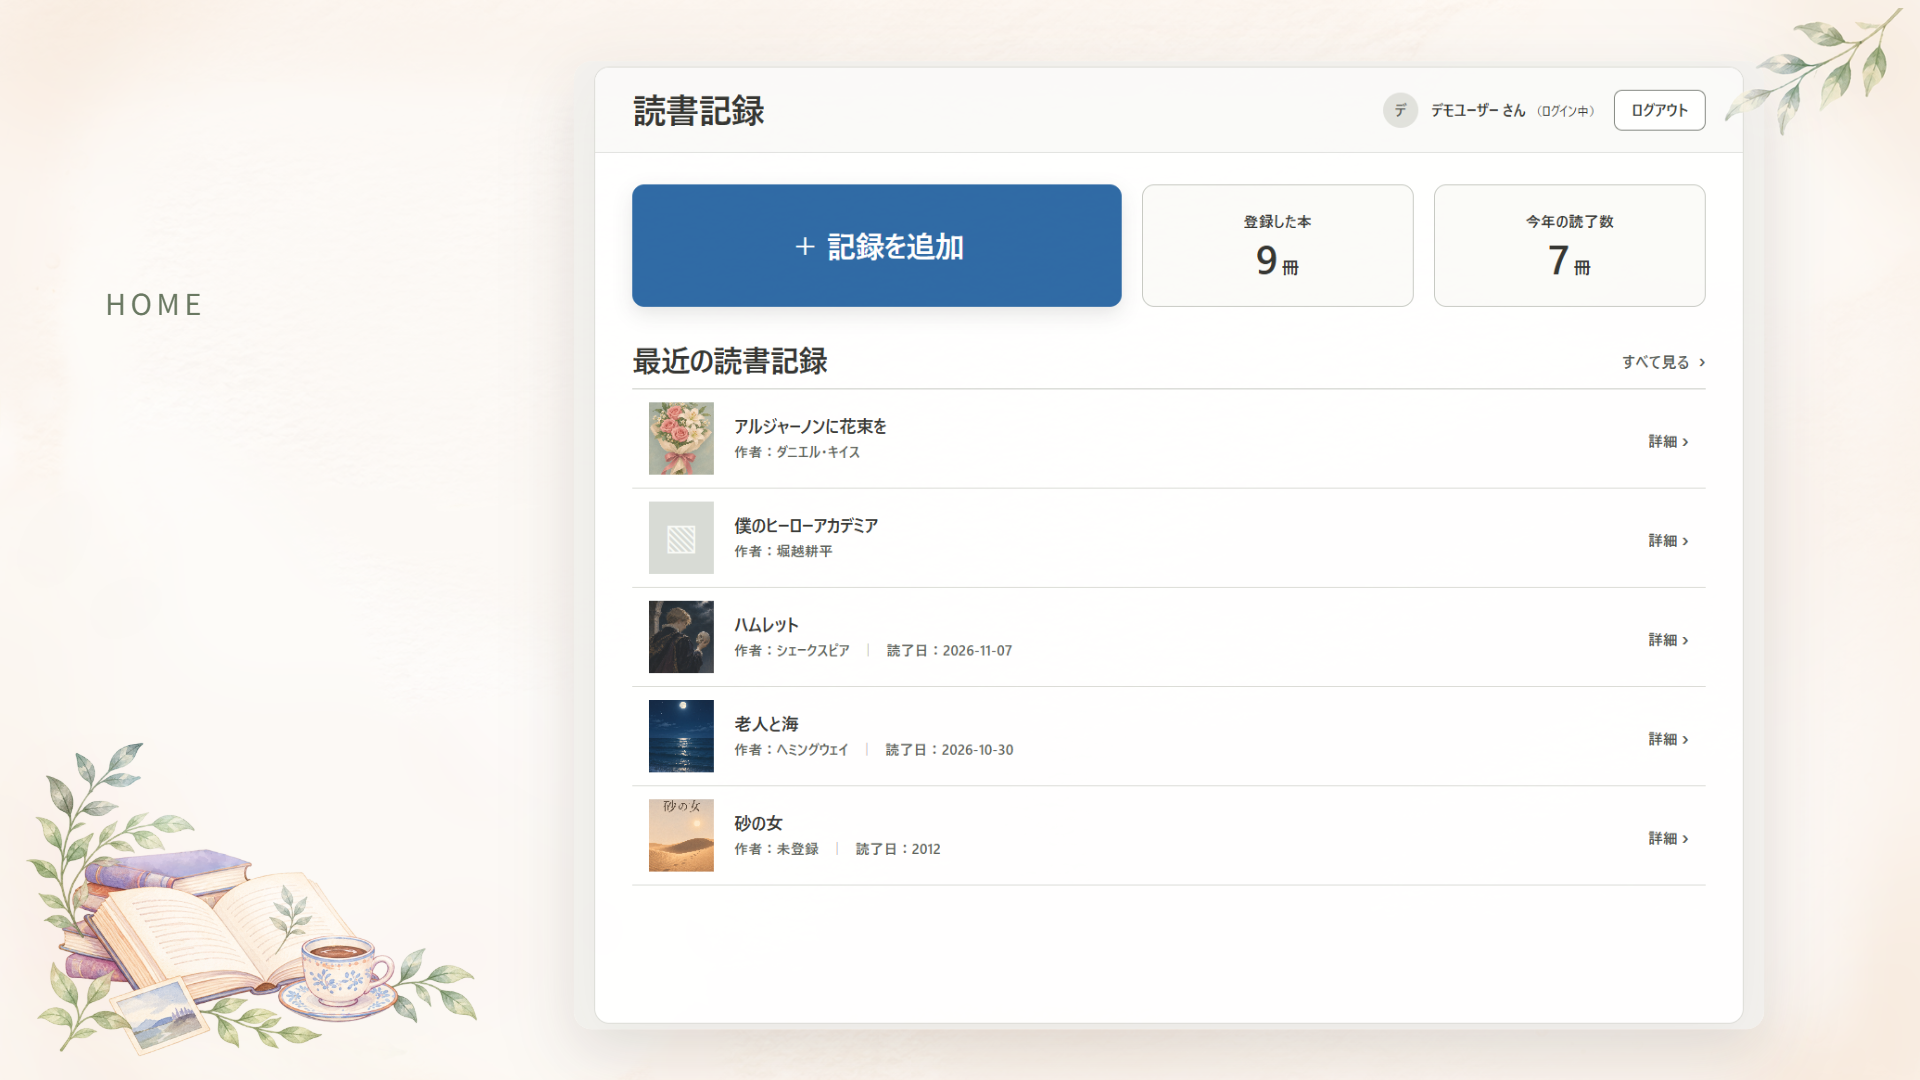 HOME
読書記録
デ デモユーザー さん （ログイン中） ログアウト
＋ 記録を追加
登録した本
9 冊
今年の読了数
7 冊
最近の読書記録
すべて見る ›
アルジャーノンに花束を
作者：ダニエル・キイス
詳細 ›
僕のヒーローアカデミア
作者：堀越耕平
詳細 ›
ハムレット
作者：シェークスピア ｜ 読了日：2026-11-07
詳細 ›
老人と海
作者：ヘミングウェイ ｜ 読了日：2026-10-30
詳細 ›
砂の女
砂の女
作者：未登録 ｜ 読了日：2012
詳細 ›